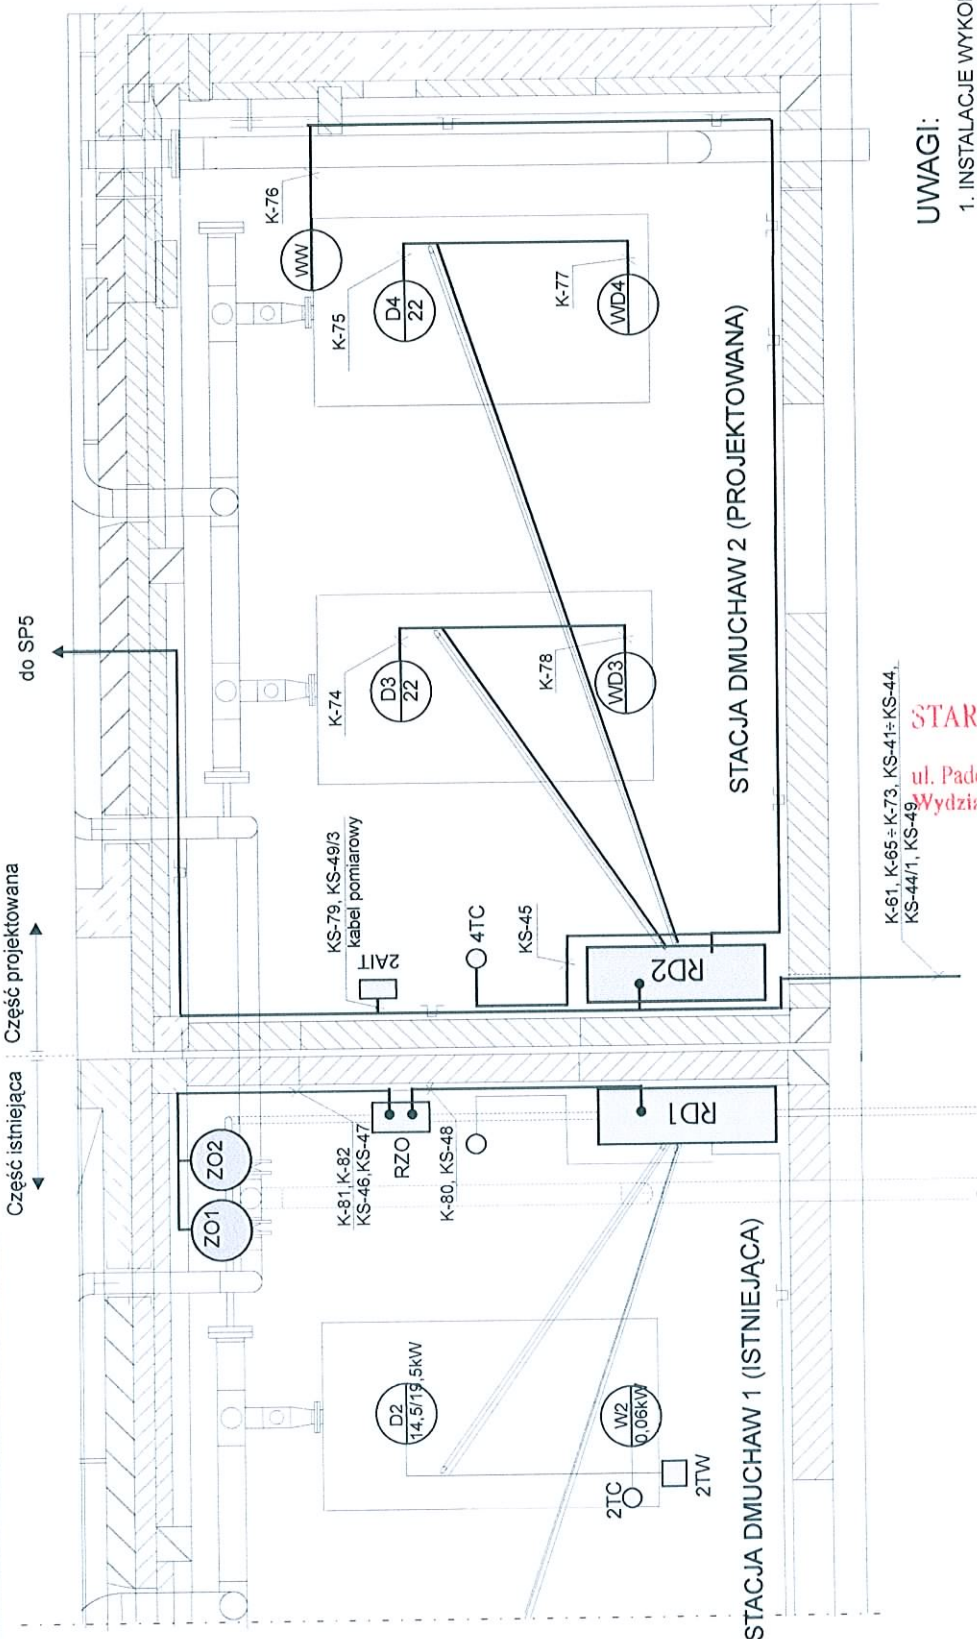 Część istniejąca
Część projektowana
do SP5
ZO1
ZO2
K-81,K-82
KS-46,KS-47
RZO
K-80, KS-48
RD1
D2
14,5/19,5kW
W2
0,06kW
2TC
2TW
STACJA DMUCHAW 1 (ISTNIEJĄCA)
KS-79, KS-49/3
kabel pomiarowy
2AIT
4TC
KS-45
RD2
K-74
D3
22
K-78
WD3
K-76
WW
K-75
D4
22
K-77
WD4
STACJA DMUCHAW 2 (PROJEKTOWANA)
K-61, K-65÷K-73, KS-41÷KS-44,
KS-44/1, KS-49
UWAGI:
1. INSTALACJE
STAR
ul.